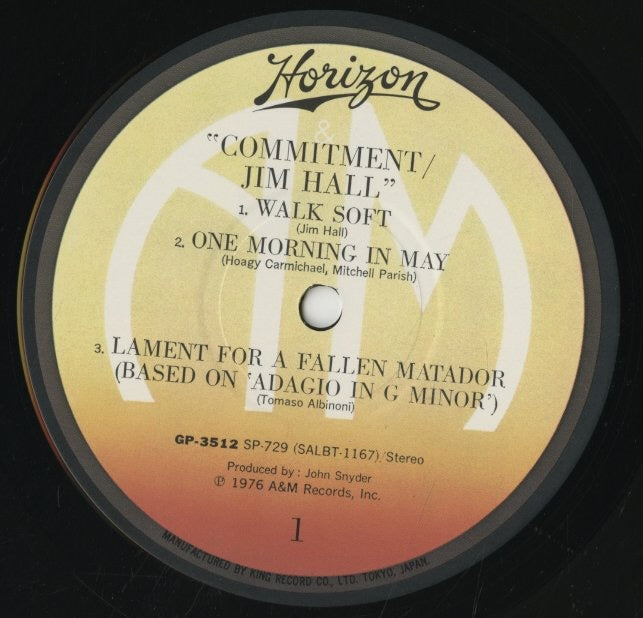 Horizon
&
A M
“COMMITMENT/
JIM HALL”
1. WALK SOFT
(Jim Hall)
2. ONE MORNING IN MAY
(Hoagy Carmichael, Mitchell Parish)
3. LAMENT FOR A FALLEN MATADOR
(BASED ON ‘ADAGIO IN G MINOR’)
(Tomaso Albinoni)
GP-3512 SP-729 (SALBT-1167)/Stereo
Produced by: John Snyder
℗ 1976 A&M Records, Inc.
1
MANUFACTURED BY KING RECORD CO., LTD. TOKYO, JAPAN.